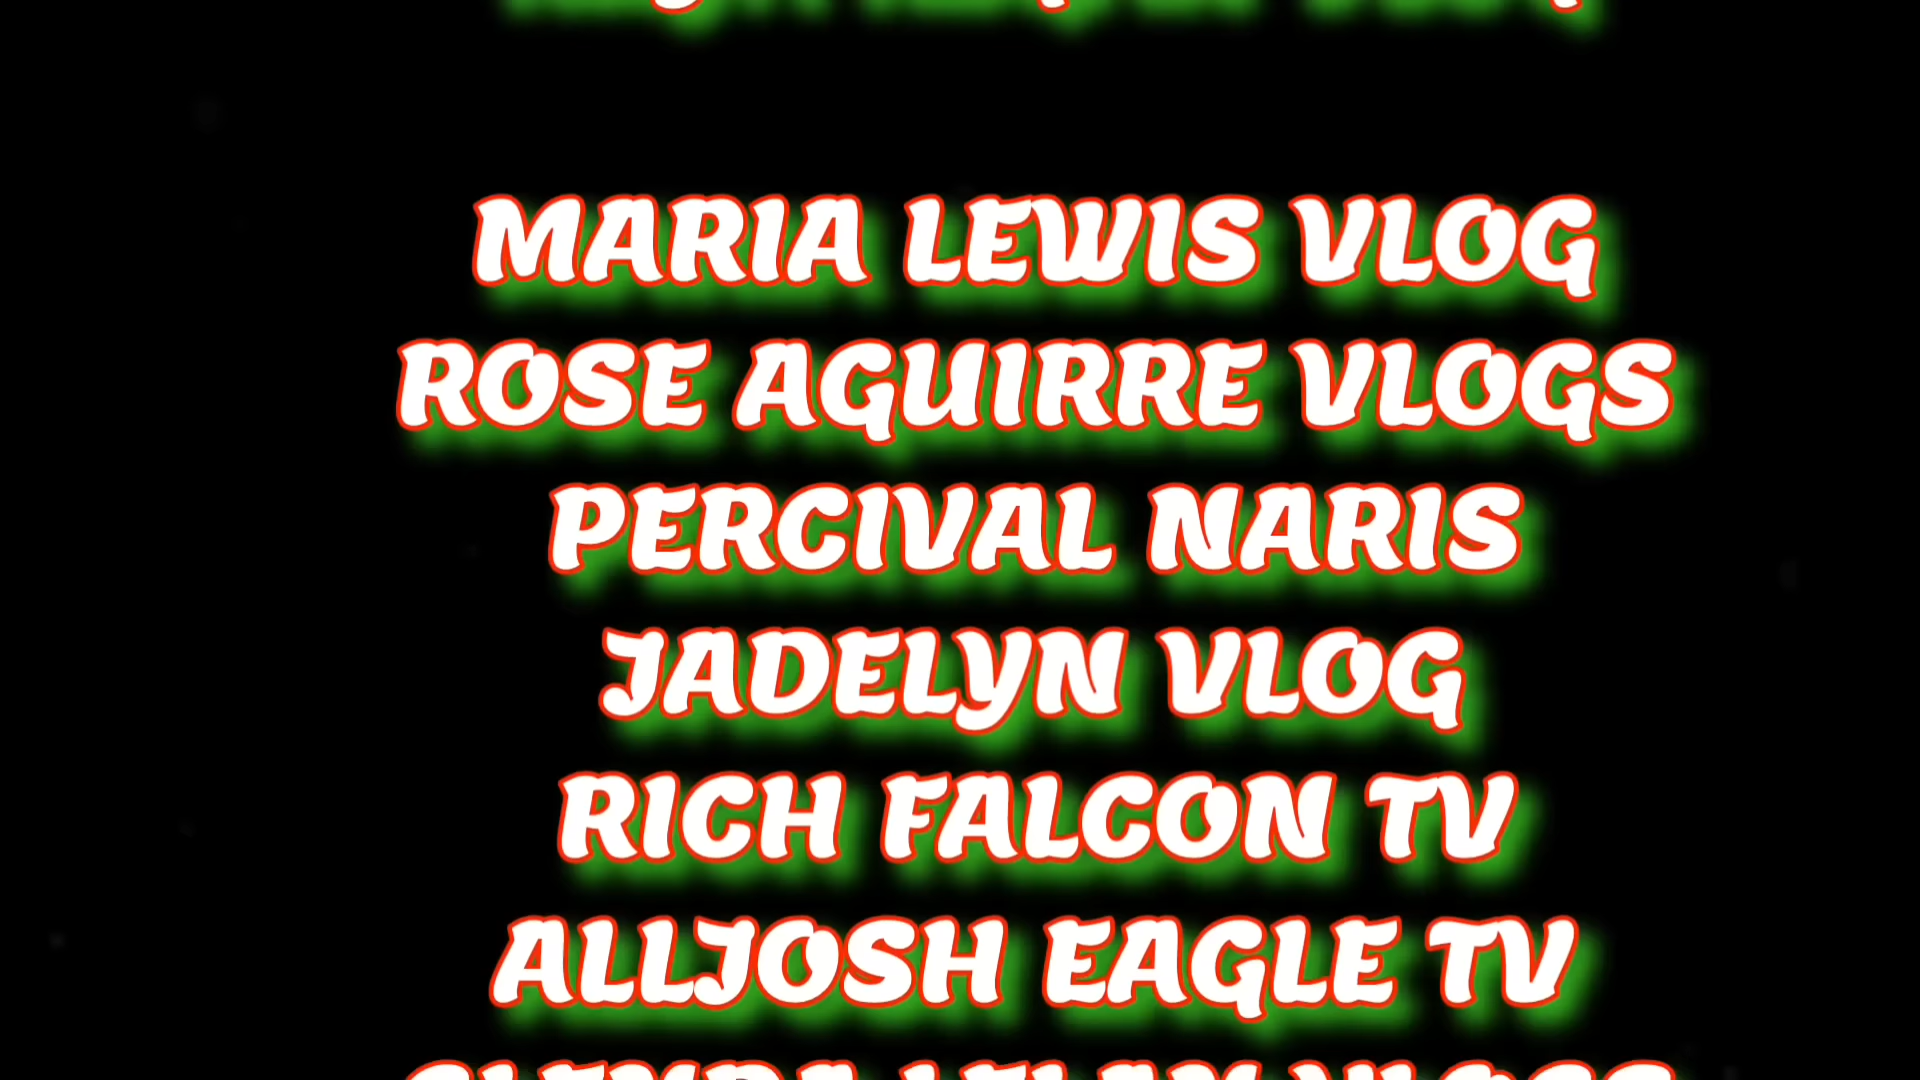 MARIA LEWIS VLOG
ROSE AGUIRRE VLOGS
PERCIVAL NARIS
JADELYN VLOG
RICH FALCON TV
ALLJOSH EAGLE TV